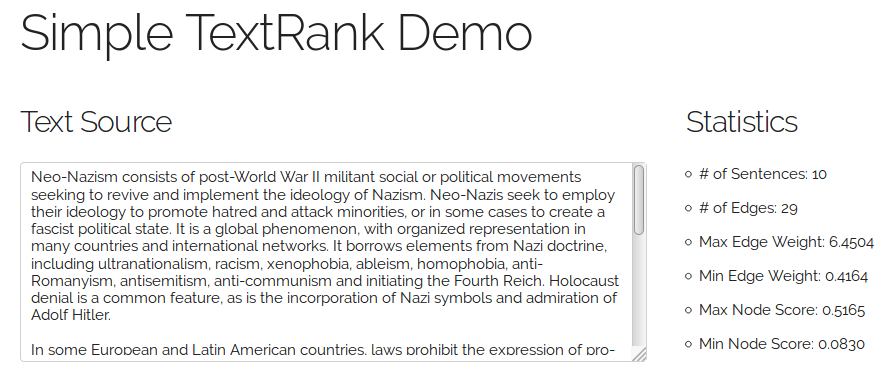 Simple TextRank Demo
Text Source
Neo-Nazism consists of post-World War II militant social or political movements
seeking to revive and implement the ideology of Nazism. Neo-Nazis seek to employ
their ideology to promote hatred and attack minorities, or in some cases to create a
fascist political state. It is a global phenomenon, with organized representation in
many countries and international networks. It borrows elements from Nazi doctrine,
including ultranationalism, racism, xenophobia, ableism, homophobia, anti-
Romanyism, antisemitism, anti-communism and initiating the Fourth Reich. Holocaust
denial is a common feature, as is the incorporation of Nazi symbols and admiration of
Adolf Hitler.
In some European and Latin American countries, laws prohibit the expression of pro-
Statistics
# of Sentences: 10
# of Edges: 29
Max Edge Weight: 6.4504
Min Edge Weight: 0.4164
Max Node Score: 0.5165
Min Node Score: 0.0830